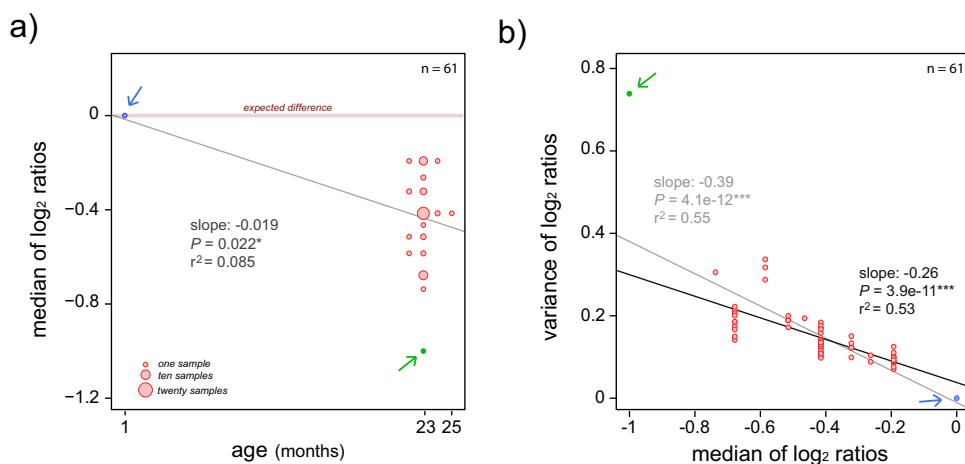 a)
n = 61
expected difference
0
−0.4
−0.8
−1.2
median of log2 ratios
slope: -0.019
P = 0.022*
r2 = 0.085
one sample
ten samples
twenty samples
1
23 25
age (months)
b)
n = 61
0.8
0.6
0.4
0.2
0
variance of log2 ratios
slope: -0.39
P = 4.1e-12***
r2 = 0.55
slope: -0.26
P = 3.9e-11***
r2 = 0.53
-1
-0.8
-0.6
-0.4
-0.2
0
median of log2 ratios